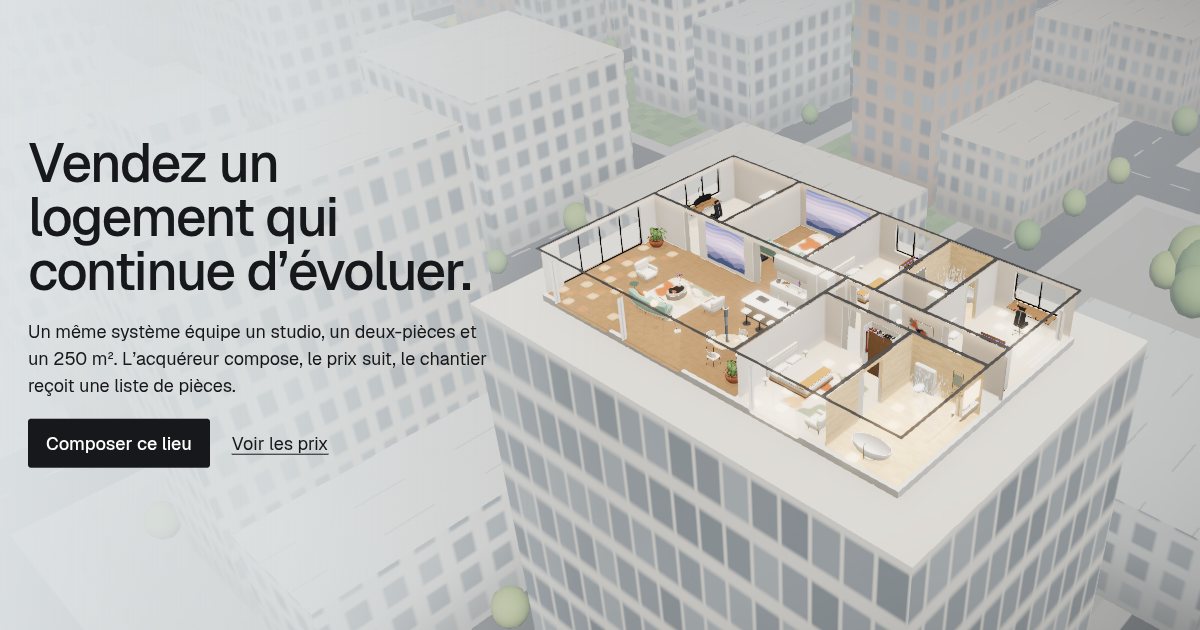 Vendez un
logement qui
continue d’évoluer.
Un même système équipe un studio, un deux-pièces et
un 250 m². L’acquéreur compose, le prix suit, le chantier
reçoit une liste de pièces.
Composer ce lieu
Voir les prix